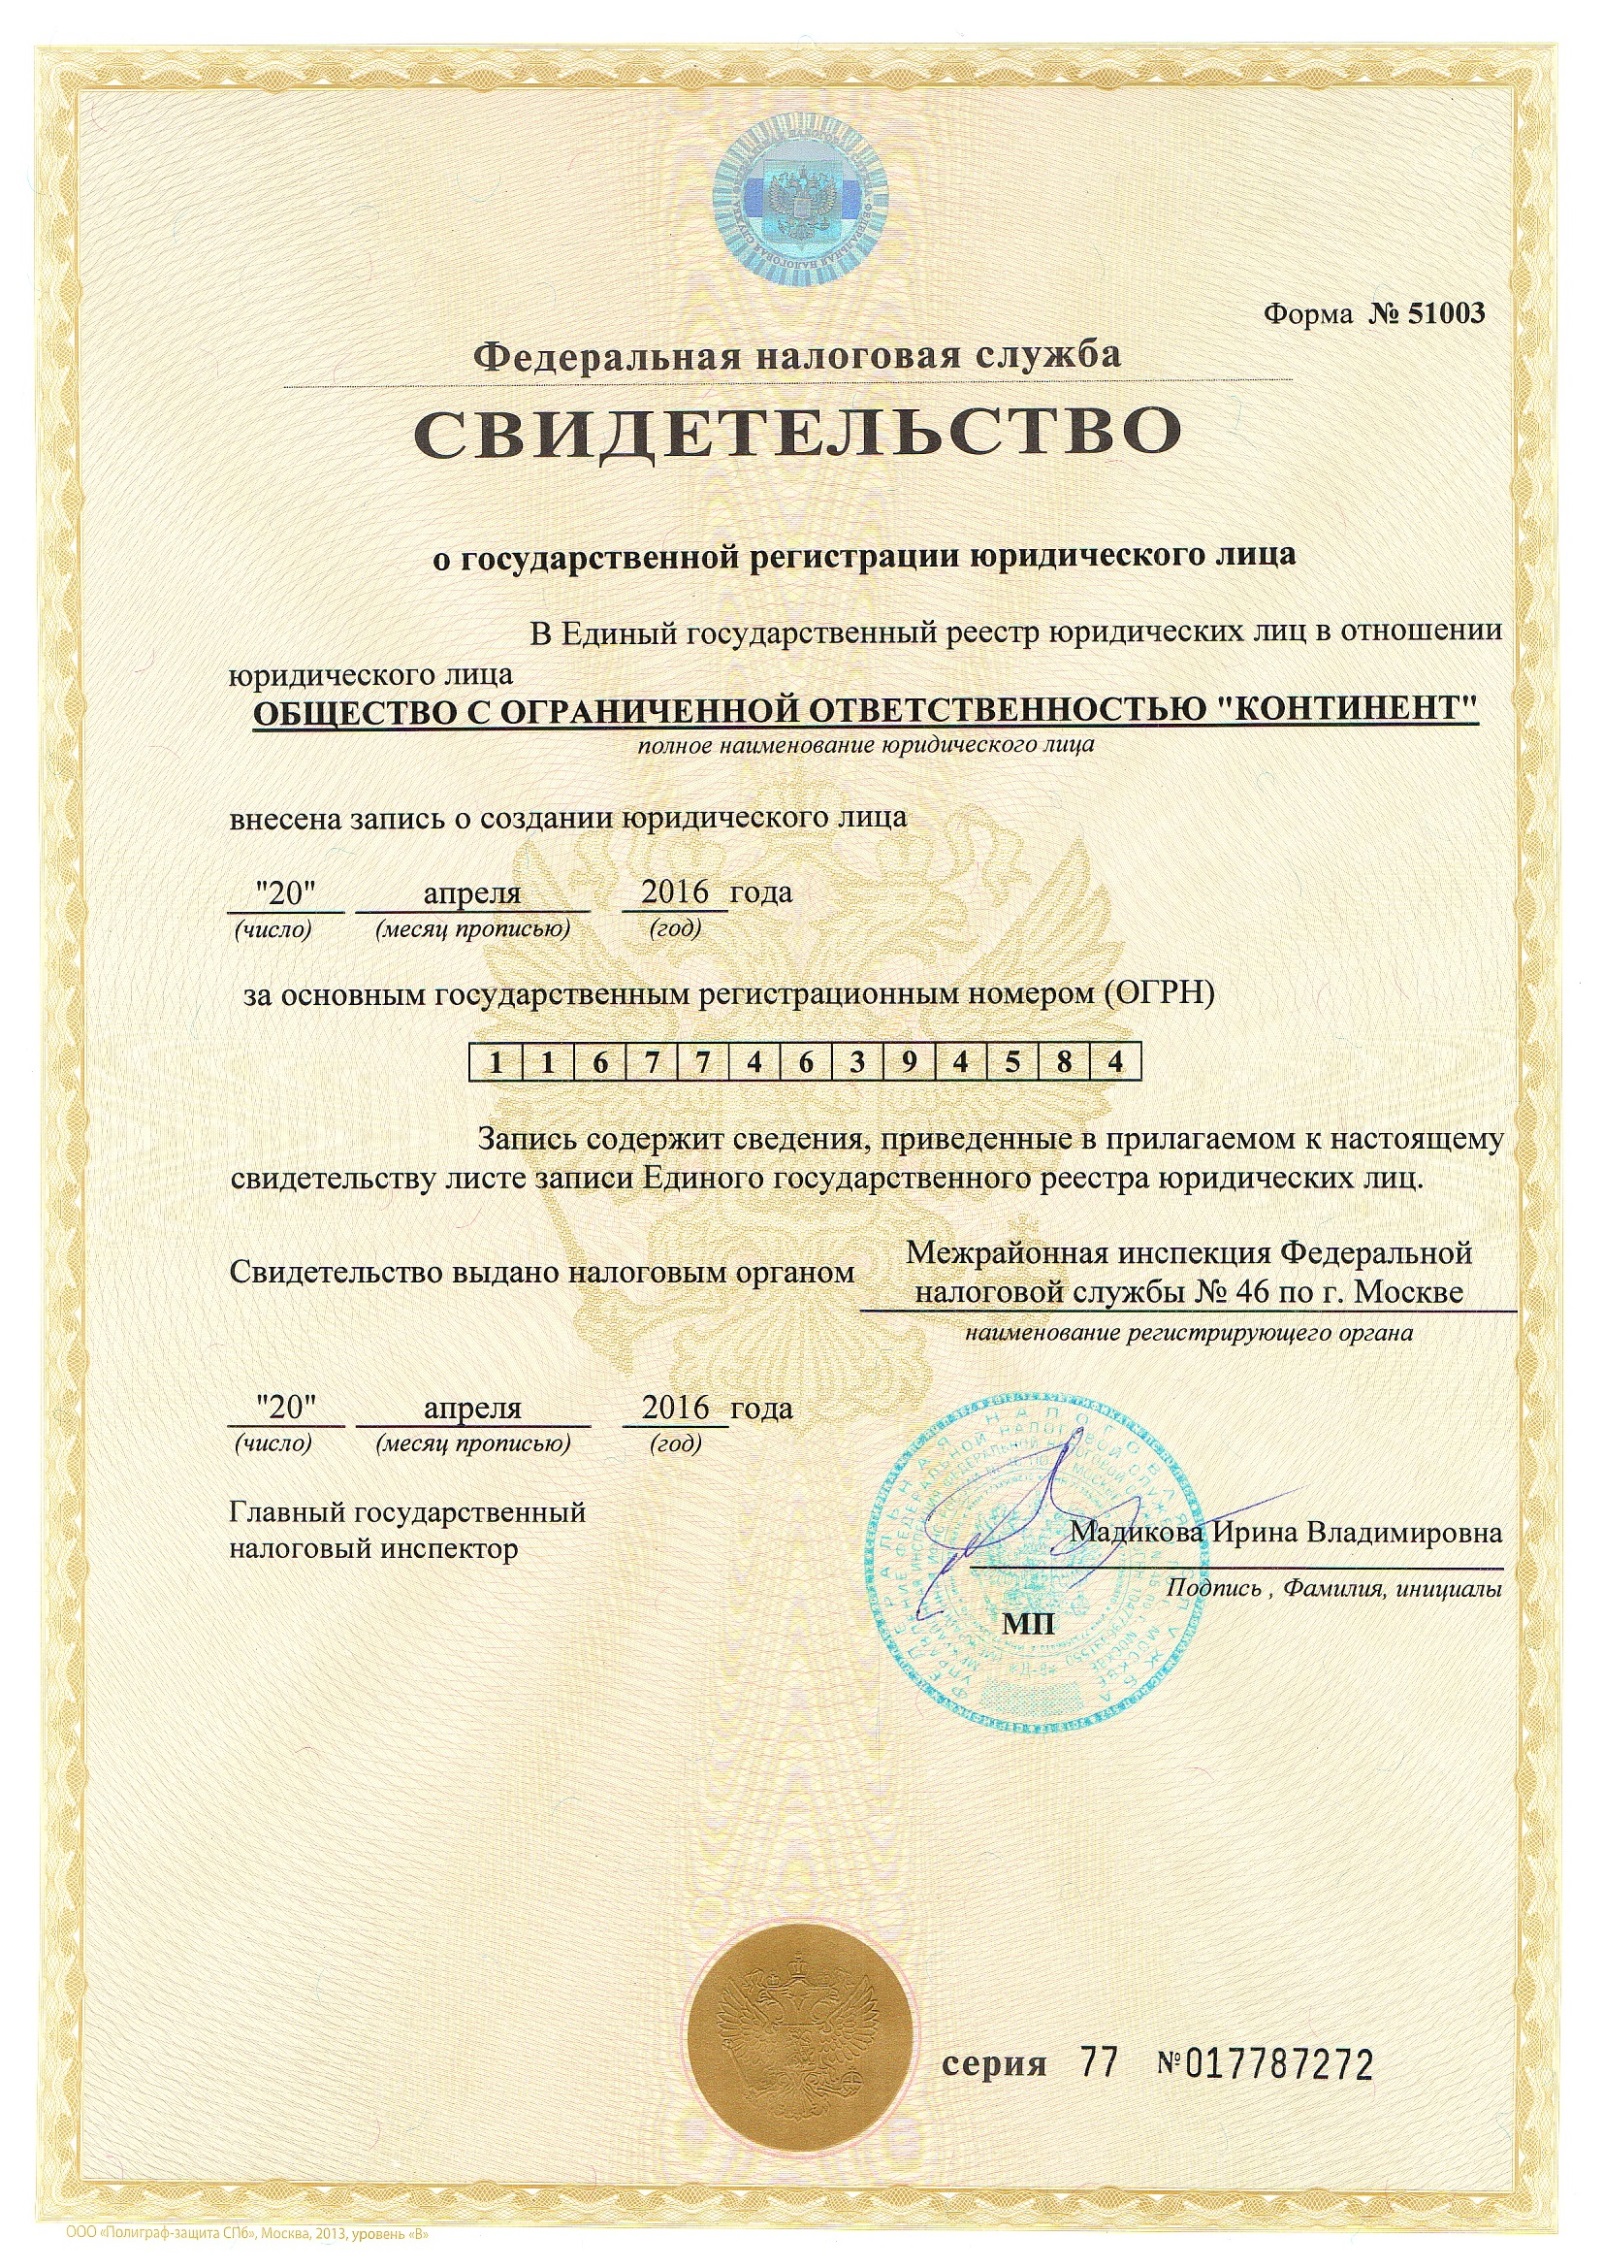 Форма № 51003
Федеральная налоговая служба
СВИДЕТЕЛЬСТВО
о государственной регистрации юридического лица
В Единый государственный реестр юридических лиц в отношении
юридического лица
ОБЩЕСТВО С ОГРАНИЧЕННОЙ ОТВЕТСТВЕННОСТЬЮ "КОНТИНЕНТ"
полное наименование юридического лица
внесена запись о создании юридического лица
"20" апреля 2016 года
(число) (месяц прописью) (год)
за основным государственным регистрационным номером (ОГРН)
1 1 6 7 7 4 6 3 9 4 5 8 4
Запись содержит сведения, приведенные в прилагаемом к настоящему
свидетельству листе записи Единого государственного реестра юридических лиц.
Свидетельство выдано налоговым органом
Межрайонная инспекция Федеральной
налоговой службы № 46 по г. Москве
наименование регистрирующего органа
"20" апреля 2016 года
(число) (месяц прописью) (год)
Главный государственный
налоговый инспектор
Мадикова Ирина Владимировна
Подпись , Фамилия, инициалы
МП
серия 77 №017787272
ООО «Полиграф-защита СПб», Москва, 2013, уровень «В»